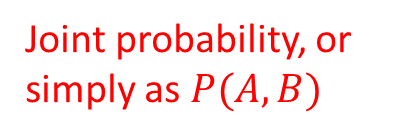 Joint probability, or
simply as P(A, B)